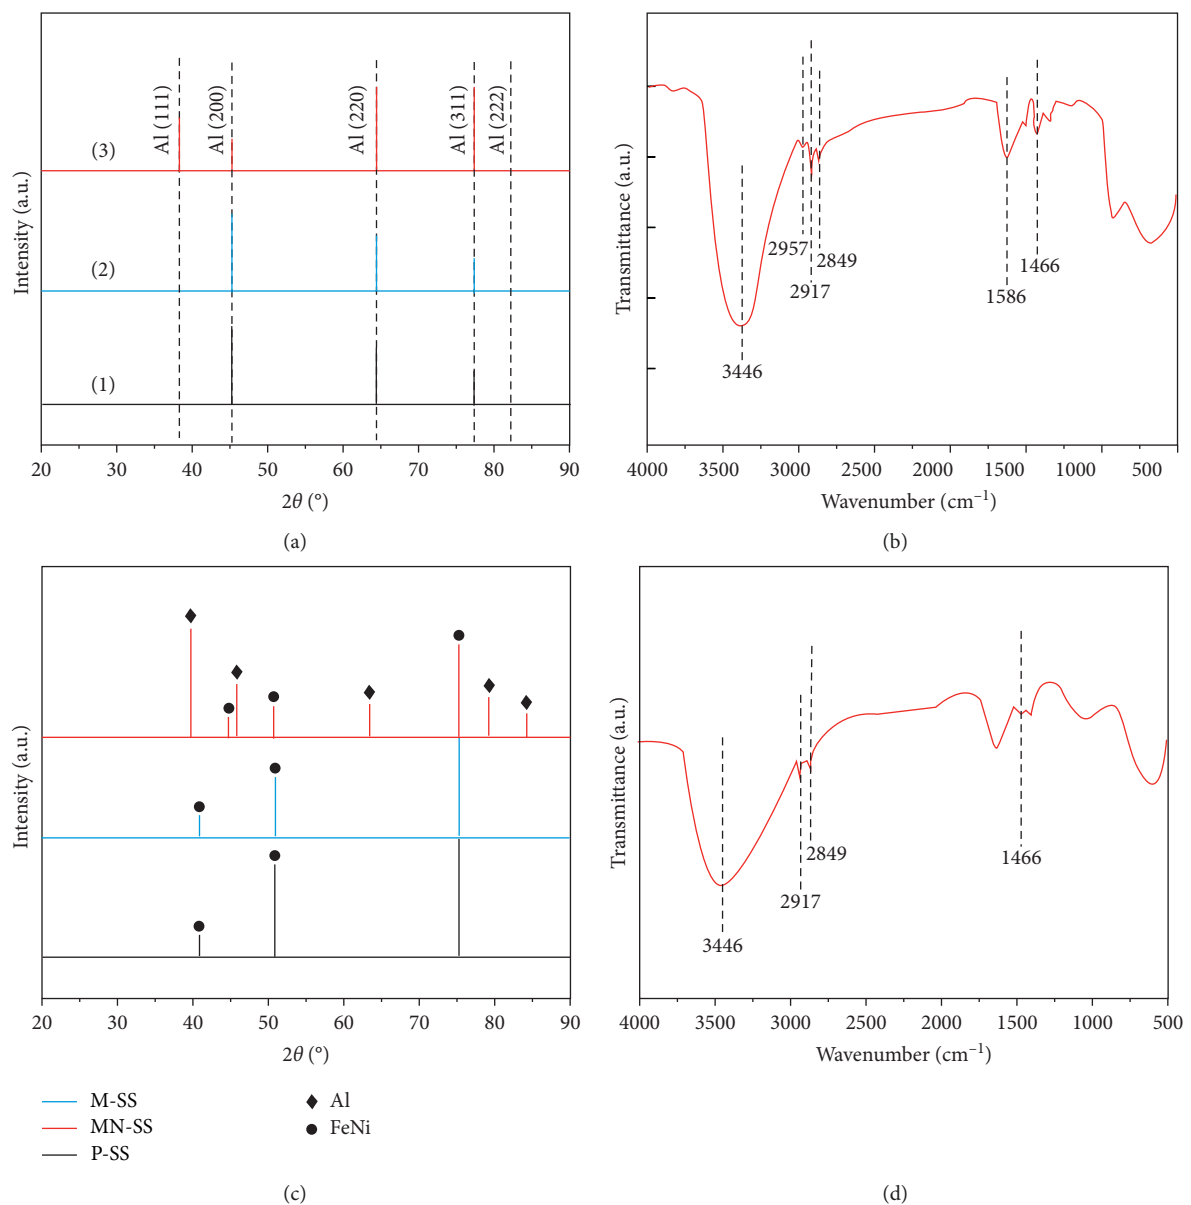 Al (111)
Al (200)
Al (220)
Al (311)
Al (222)
(3)
(2)
(1)
Intensity (a.u.)
20 30 40 50 60 70 80 90
2θ (°)
(a)
Transmittance (a.u.)
2957
2849
2917
3446
1466
1586
4000 3500 3000 2500 2000 1500 1000 500
Wavenumber (cm⁻¹)
(b)
Intensity (a.u.)
20 30 40 50 60 70 80 90
2θ (°)
M-SS
MN-SS
P-SS
Al
FeNi
(c)
Transmittance (a.u.)
2849
2917
3446
1466
4000 3500 3000 2500 2000 1500 1000 500
Wavenumber (cm⁻¹)
(d)